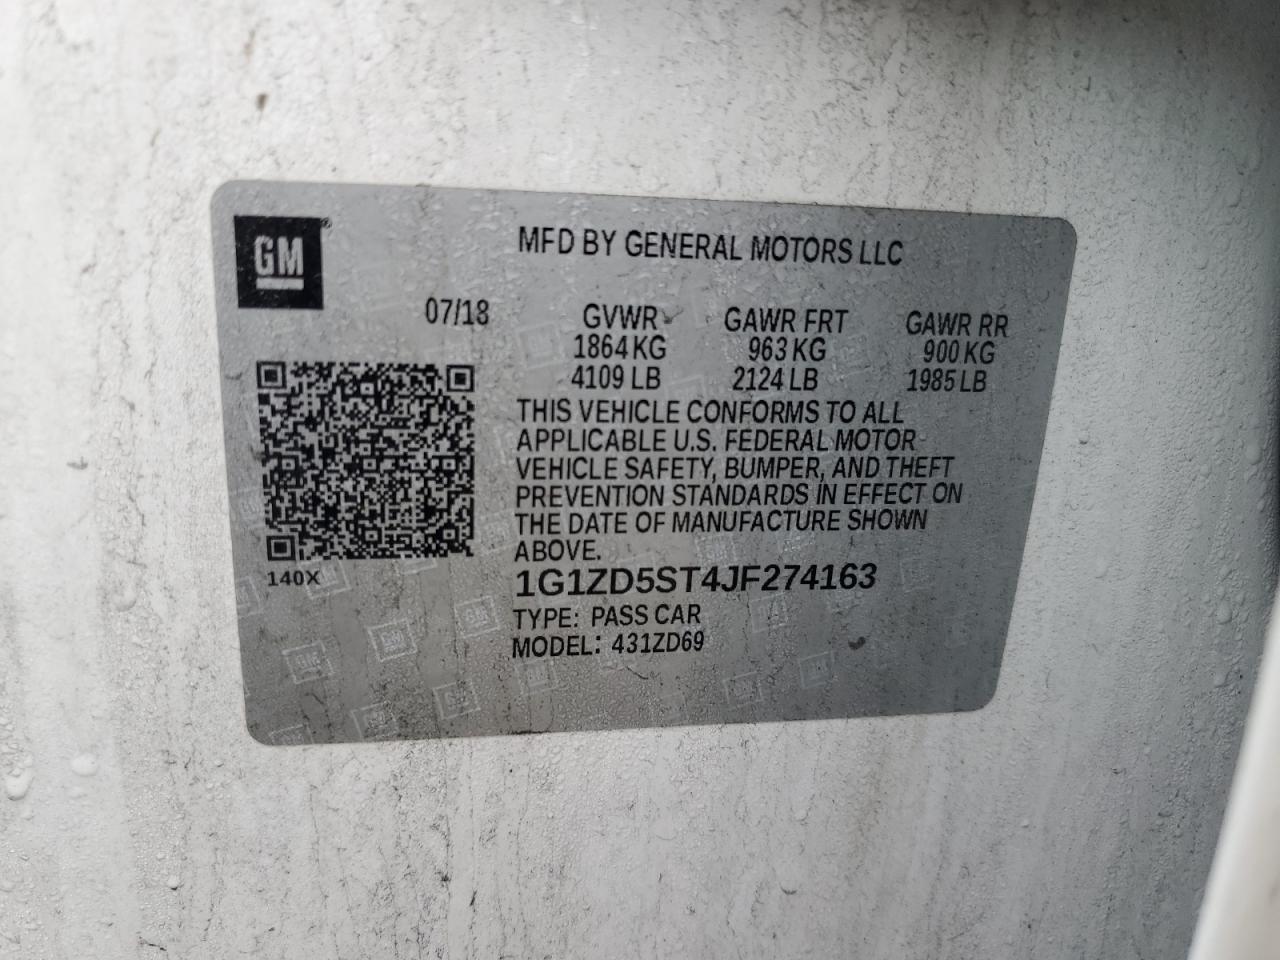 GM®
MFD BY GENERAL MOTORS LLC
07/18 GVWR GAWR FRT GAWR RR
1864 KG 963 KG 900 KG
4109 LB 2124 LB 1985 LB
THIS VEHICLE CONFORMS TO ALL
APPLICABLE U.S. FEDERAL MOTOR
VEHICLE SAFETY, BUMPER, AND THEFT
PREVENTION STANDARDS IN EFFECT ON
THE DATE OF MANUFACTURE SHOWN
ABOVE.
140X
1G1ZD5ST4JF274163
TYPE: PASS CAR
MODEL: 431ZD69